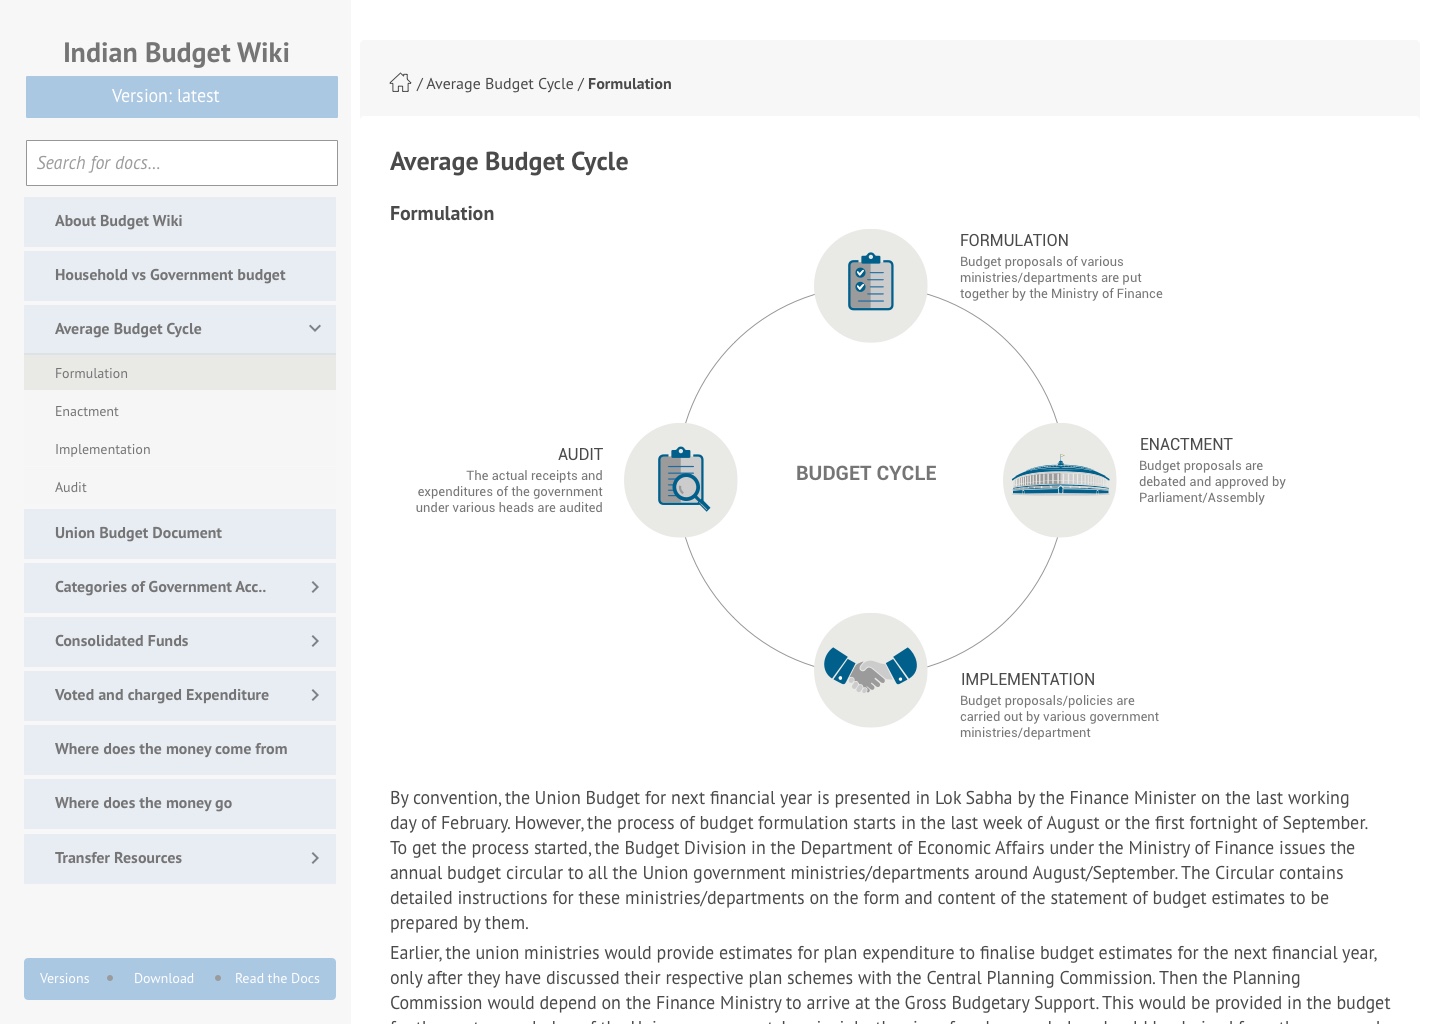 Indian Budget Wiki
Version: latest
Search for docs...
About Budget Wiki
Household vs Government budget
Average Budget Cycle
Formulation
Enactment
Implementation
Audit
Union Budget Document
Categories of Government Acc..
Consolidated Funds
Voted and charged Expenditure
Where does the money come from
Where does the money go
Transfer Resources
Versions • Download • Read the Docs
/ Average Budget Cycle / Formulation
Average Budget Cycle
Formulation
FORMULATION
Budget proposals of various
ministries/departments are put
together by the Ministry of Finance
ENACTMENT
Budget proposals are
debated and approved by
Parliament/Assembly
AUDIT
The actual receipts and
expenditures of the government
under various heads are audited
BUDGET CYCLE
IMPLEMENTATION
Budget proposals/policies are
carried out by various government
ministries/department
By convention, the Union Budget for next financial year is presented in Lok Sabha by the Finance Minister on the last working
day of February. However, the process of budget formulation starts in the last week of August or the first fortnight of September.
To get the process started, the Budget Division in the Department of Economic Affairs under the Ministry of Finance issues the
annual budget circular to all the Union government ministries/departments around August/September. The Circular contains
detailed instructions for these ministries/departments on the form and content of the statement of budget estimates to be
prepared by them.
Earlier, the union ministries would provide estimates for plan expenditure to finalise budget estimates for the next financial year,
only after they have discussed their respective plan schemes with the Central Planning Commission. Then the Planning
Commission would depend on the Finance Ministry to arrive at the Gross Budgetary Support. This would be provided in the budget